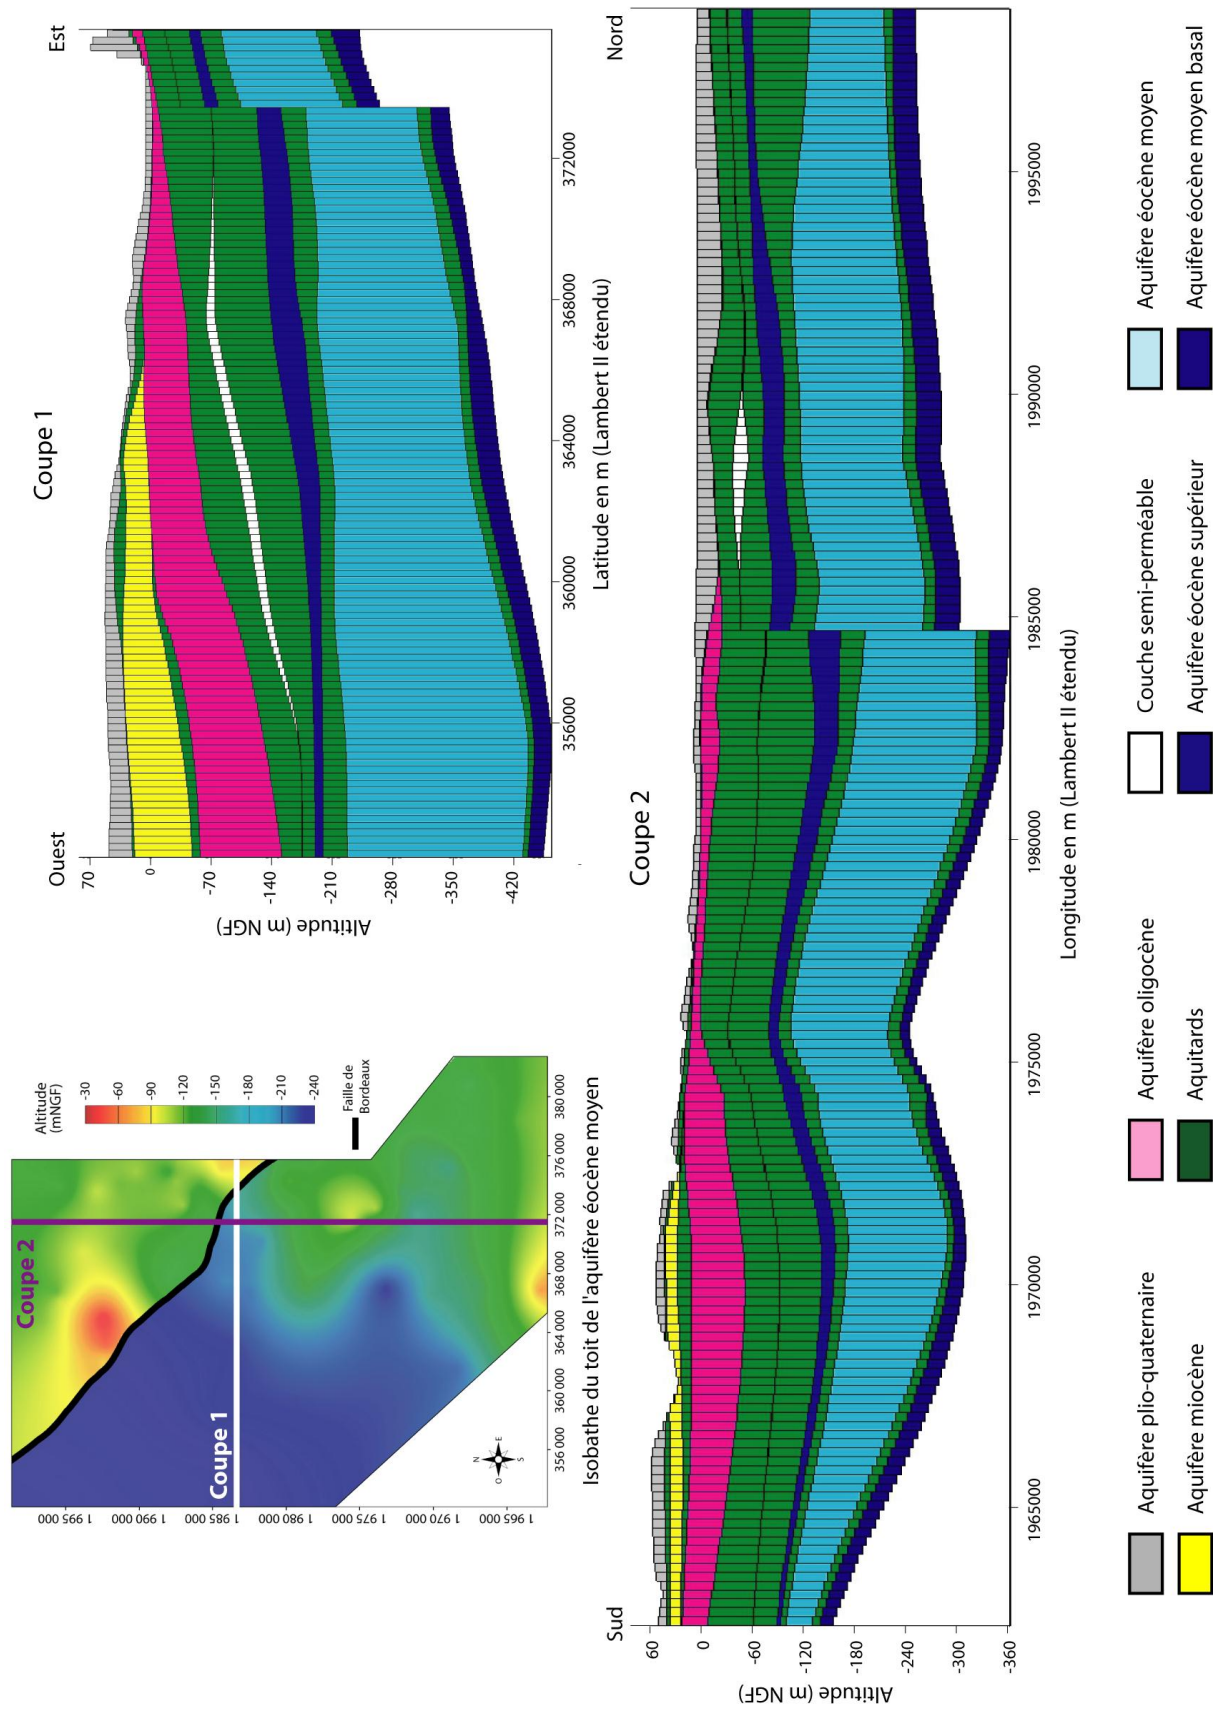 Coupe 1
Ouest
Est
70
0
-70
-140
-210
-280
-350
-420
Altitude (m NGF)
356000
360000
364000
368000
372000
Latitude en m (Lambert II étendu)
Altitude
(mNGF)
-30
-60
-90
-120
-150
-180
-210
-240
Faille de
Bordeaux
Coupe 2
Coupe 1
N
E
S
O
1 995 000
1 990 000
1 985 000
1 980 000
1 975 000
1 970 000
1 965 000
356 000
360 000
364 000
368 000
372 000
376 000
380 000
Isobathe du toit de l'aquifère éocène moyen
Coupe 2
Sud
Nord
60
0
-60
-120
-180
-240
-300
-360
Altitude (m NGF)
1965000
1970000
1975000
1980000
1985000
1990000
1995000
Longitude en m (Lambert II étendu)
Aquifère plio-quaternaire
Aquifère oligocène
Couche semi-perméable
Aquifère éocène moyen
Aquifère miocène
Aquitards
Aquifère éocène supérieur
Aquifère éocène moyen basal